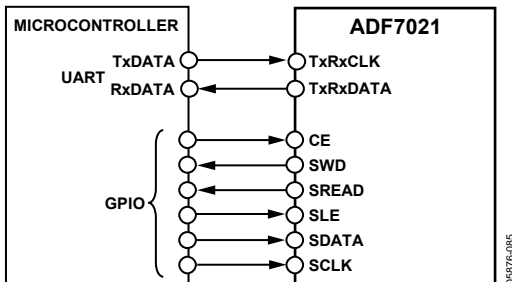 MICROCONTROLLER
ADF7021
TxDATA
TxRxCLK
UART
RxDATA
TxRxDATA
CE
SWD
SREAD
GPIO
SLE
SDATA
SCLK
05876-085